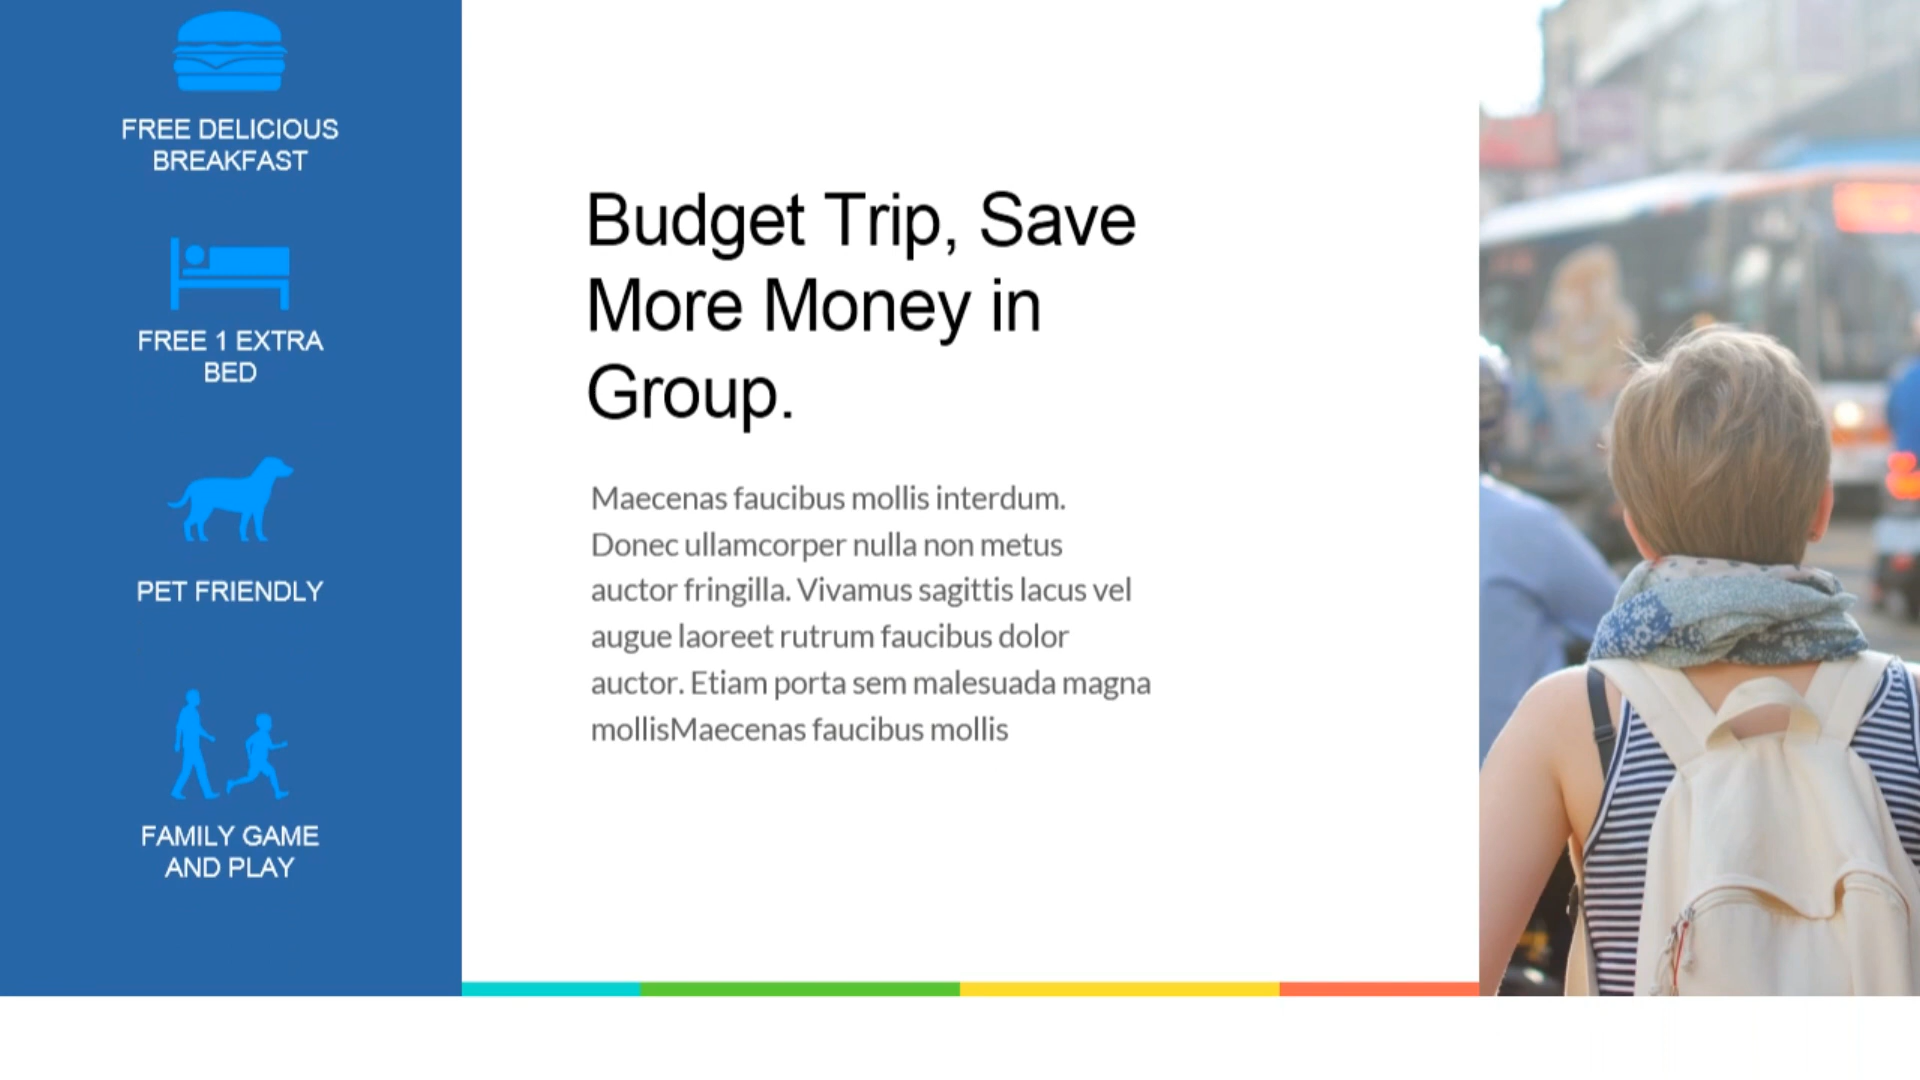 FREE DELICIOUS
BREAKFAST
FREE 1 EXTRA
BED
PET FRIENDLY
FAMILY GAME
AND PLAY
Budget Trip, Save
More Money in
Group.
Maecenas faucibus mollis interdum.
Donec ullamcorper nulla non metus
auctor fringilla. Vivamus sagittis lacus vel
augue laoreet rutrum faucibus dolor
auctor. Etiam porta sem malesuada magna
mollisMaecenas faucibus mollis